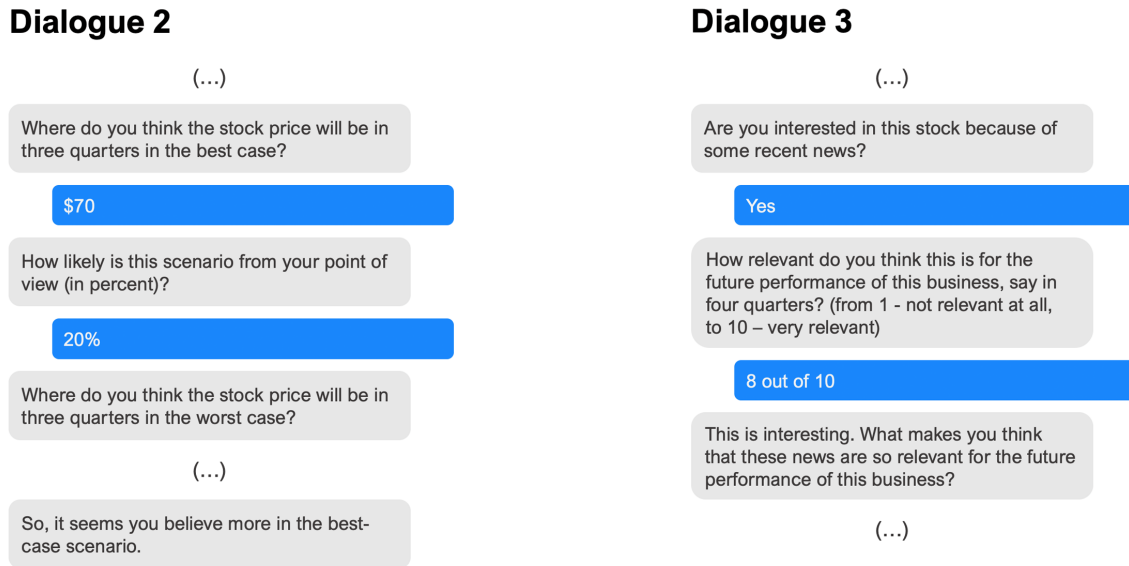 Dialogue 2
(...)
Where do you think the stock price will be in
three quarters in the best case?
$70
How likely is this scenario from your point of
view (in percent)?
20%
Where do you think the stock price will be in
three quarters in the worst case?
(...)
So, it seems you believe more in the best-
case scenario.
Dialogue 3
(...)
Are you interested in this stock because of
some recent news?
Yes
How relevant do you think this is for the
future performance of this business, say in
four quarters? (from 1 - not relevant at all,
to 10 – very relevant)
8 out of 10
This is interesting. What makes you think
that these news are so relevant for the future
performance of this business?
(...)